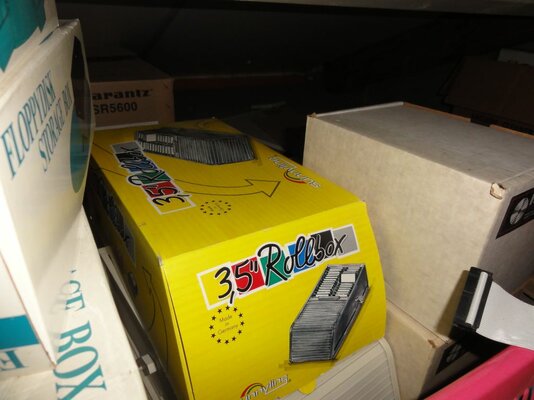 FLOPPYDISK
STORAGE BOX
BOX
arantz
SR5600
3,5" Rollbox
3,5" Rollbox
Made
in
Germany